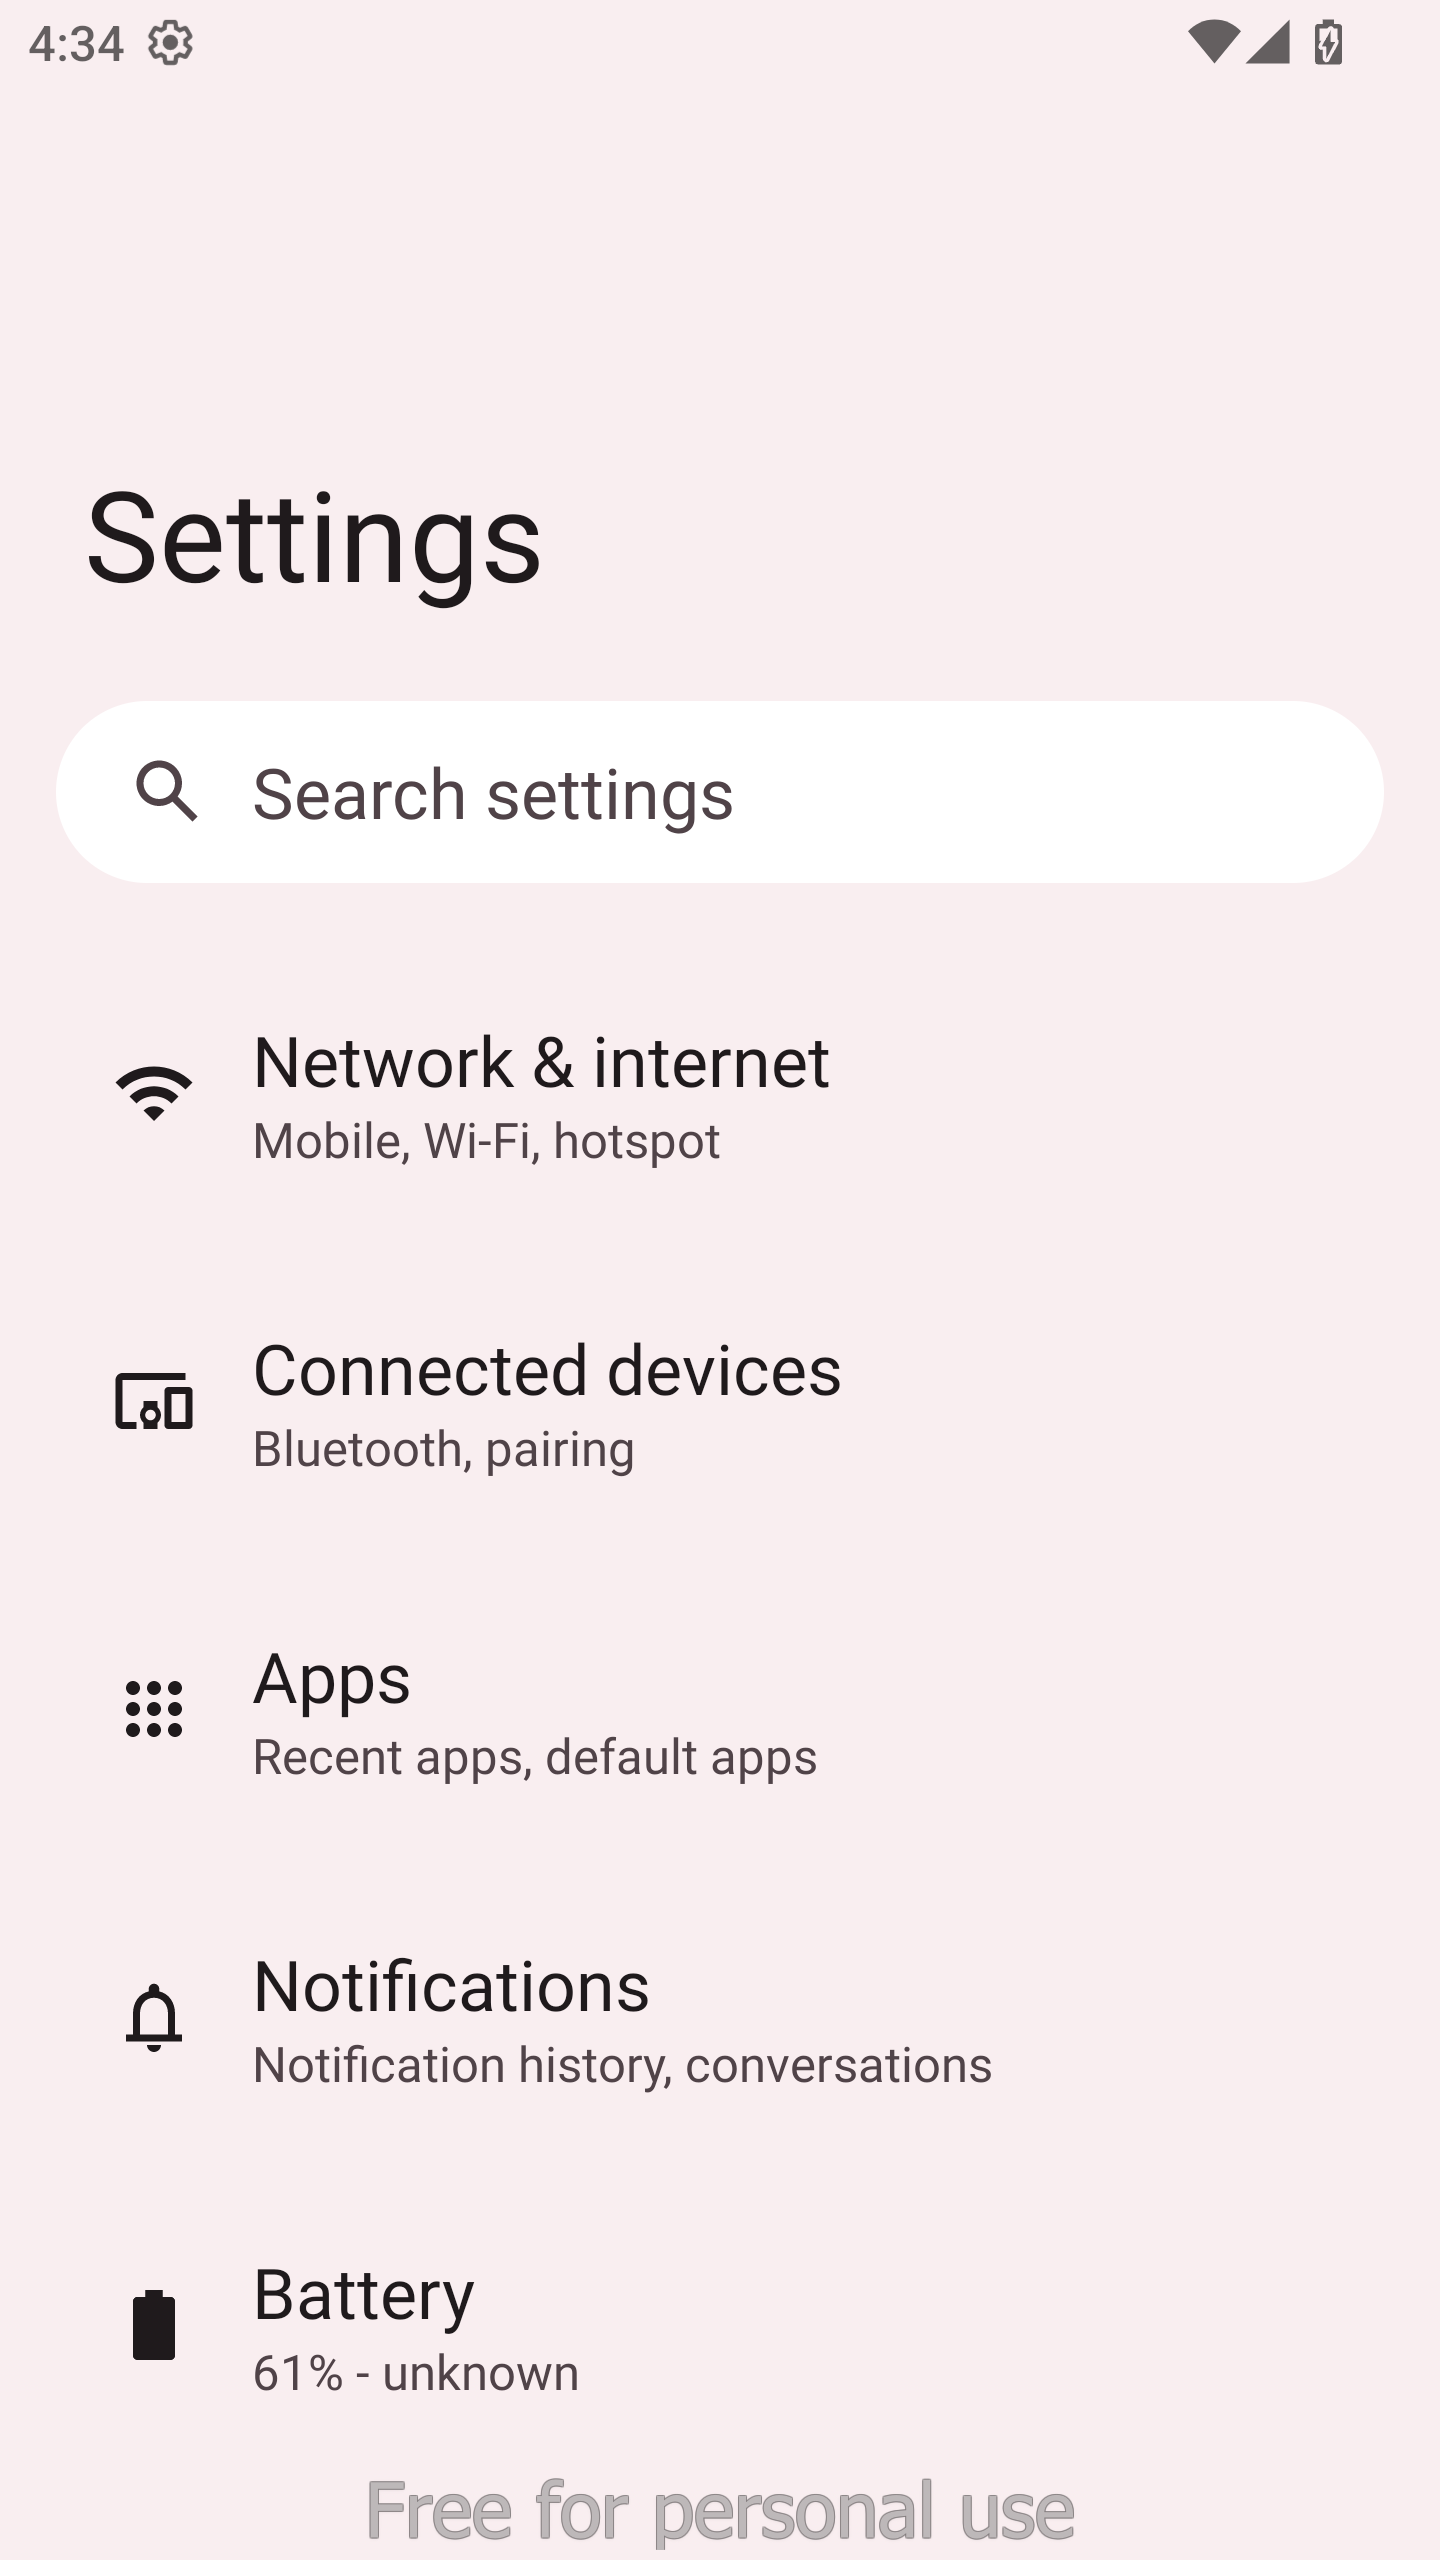 4:34
Settings
Search settings
Network & internet
Mobile, Wi-Fi, hotspot
Connected devices
Bluetooth, pairing
Apps
Recent apps, default apps
Notifications
Notification history, conversations
Battery
61% - unknown
Free for personal use